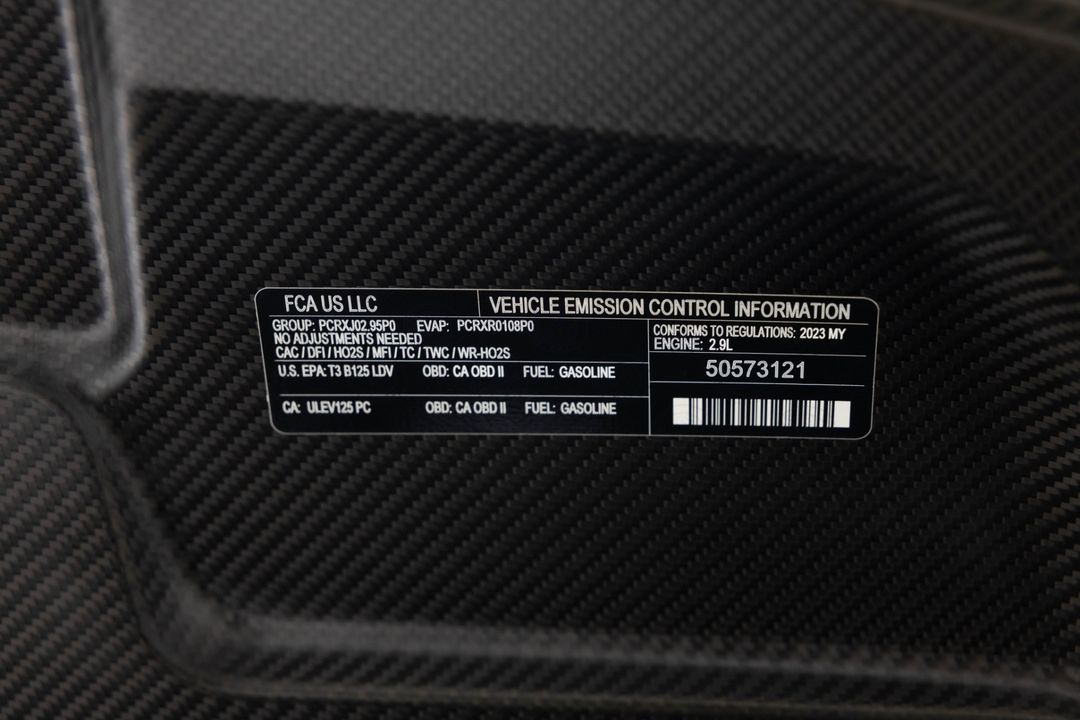 FCA US LLC
VEHICLE EMISSION CONTROL INFORMATION
GROUP: PCRXJ02.95P0 EVAP: PCRXR0108P0
NO ADJUSTMENTS NEEDED
CAC / DFI / HO2S / MFI / TC / TWC / WR-HO2S
U.S. EPA: T3 B125 LDV OBD: CA OBD II FUEL: GASOLINE
CA: ULEV125 PC OBD: CA OBD II FUEL: GASOLINE
CONFORMS TO REGULATIONS: 2023 MY
ENGINE: 2.9L
50573121